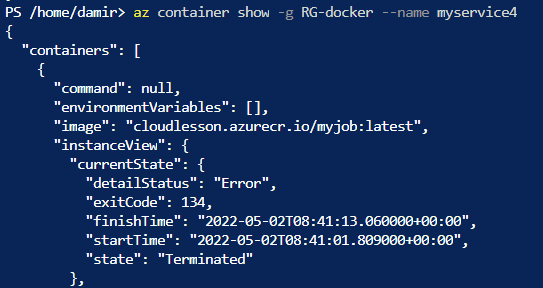 PS /home/damir> az container show -g RG-docker --name myservice4
{
  "containers": [
    {
      "command": null,
      "environmentVariables": [],
      "image": "cloudlesson.azurecr.io/myjob:latest",
      "instanceView": {
        "currentState": {
          "detailStatus": "Error",
          "exitCode": 134,
          "finishTime": "2022-05-02T08:41:13.060000+00:00",
          "startTime": "2022-05-02T08:41:01.809000+00:00",
          "state": "Terminated"
        },